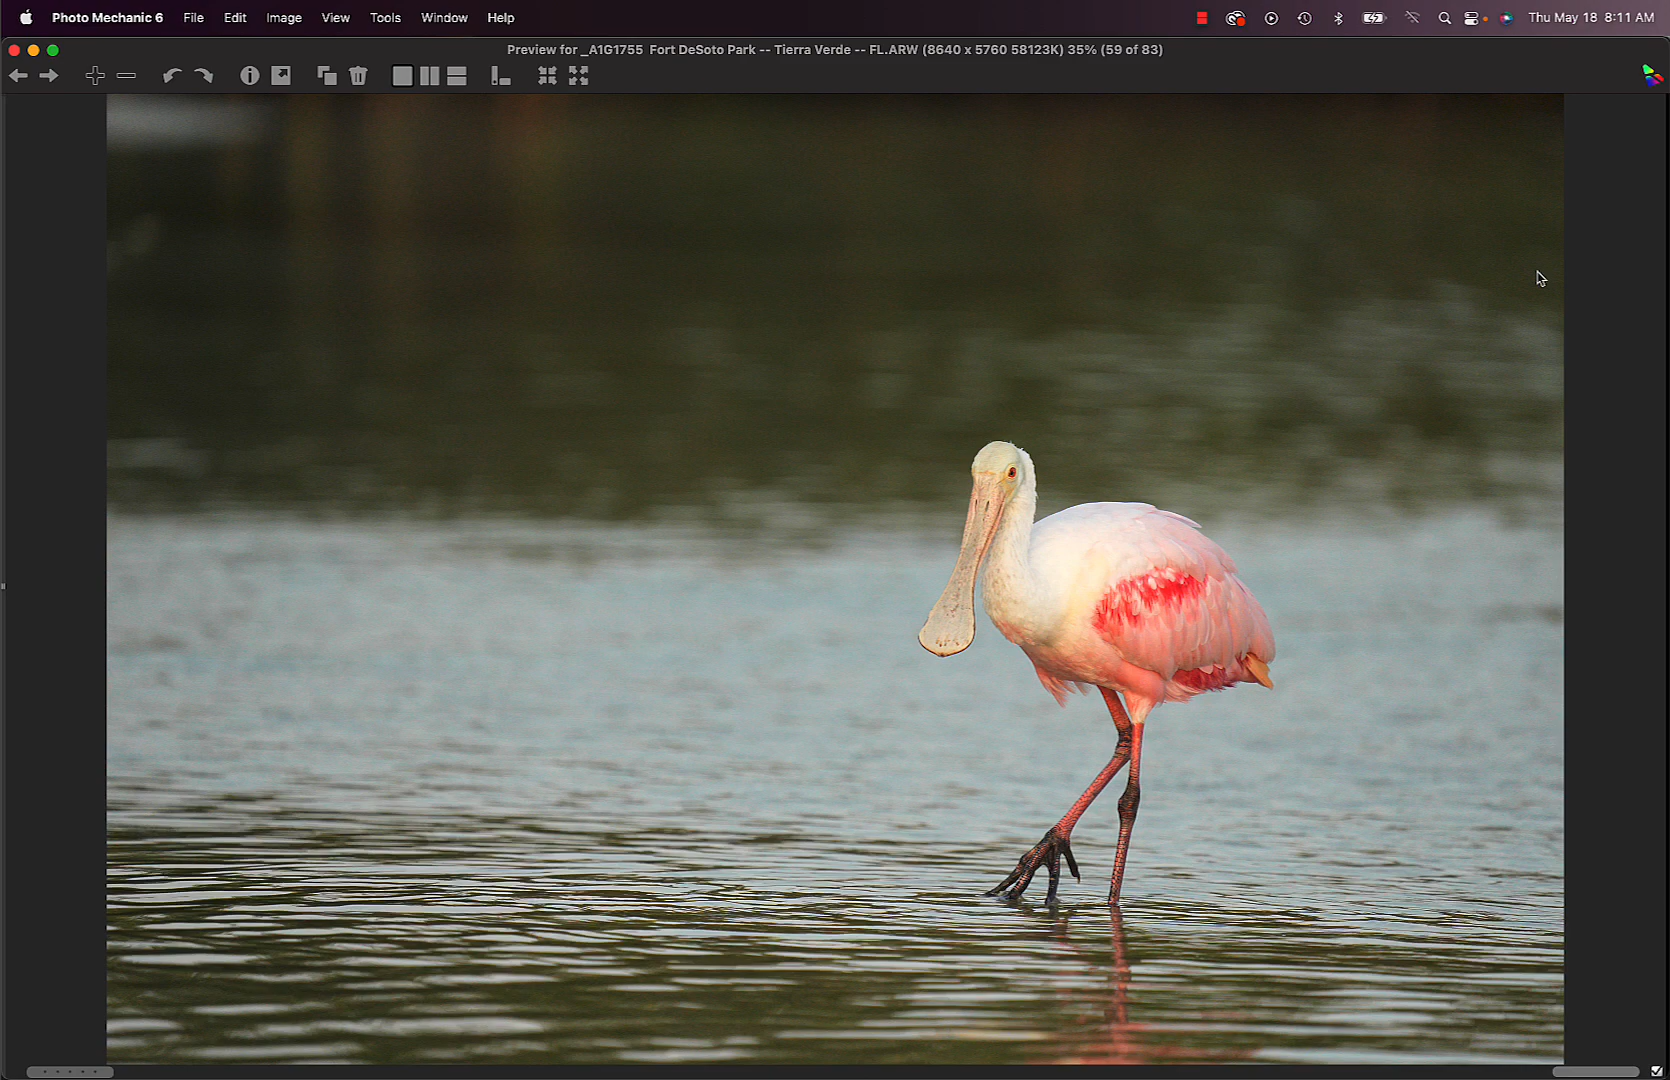 Photo Mechanic 6 File Edit Image View Tools Window Help Thu May 18 8:11 AM
Preview for _A1G1755 Fort DeSoto Park -- Tierra Verde -- FL.ARW (8640 x 5760 58123K) 35% (59 of 83)